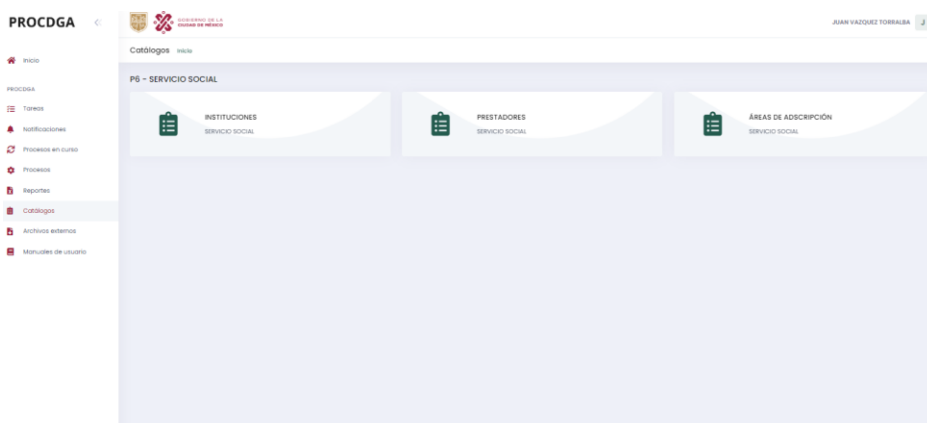 PROCDGA
GOBIERNO DE LA
CIUDAD DE MÉXICO
JUAN VAZQUEZ TORRALBA J
Catálogos Inicio
Inicio
PROCDGA
Tareas
Notificaciones
Procesos en curso
Procesos
Reportes
Catálogos
Archivos externos
Manuales de usuario
P6 - SERVICIO SOCIAL
INSTITUCIONES
SERVICIO SOCIAL
PRESTADORES
SERVICIO SOCIAL
ÁREAS DE ADSCRIPCIÓN
SERVICIO SOCIAL